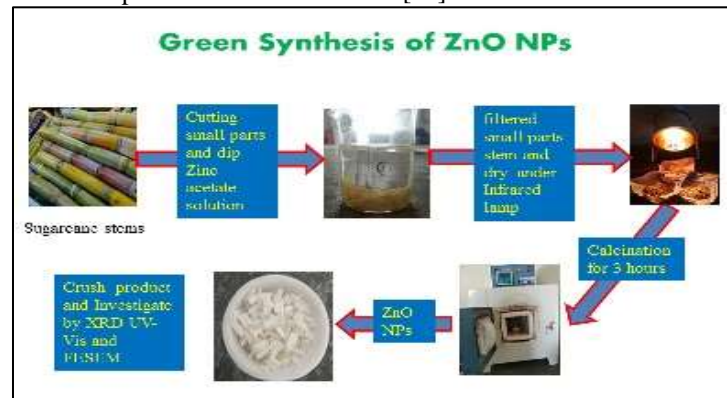 Green Synthesis of ZnO NPs
Cutting
small parts
and dip
Zinc
acetate
solution
filtered
small parts
stem and
dry under
Infrared
lamp
Sugarcane stems
Calcination
for 3 hours
Crush product
and Investigate
by XRD UV-
Vis and
FESEM
ZnO
NPs